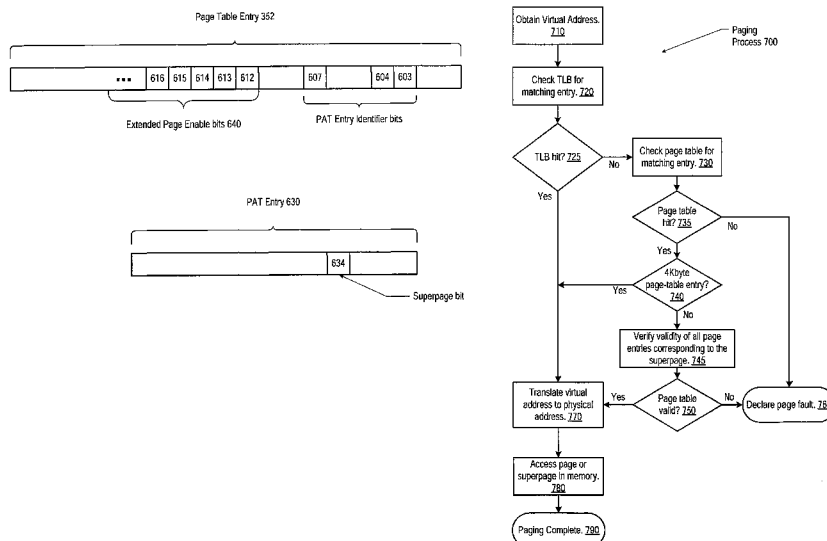 Page Table Entry 352
••• 616 615 614 613 612 607 604 603
Extended Page Enable bits 640
PAT Entry Identifier bits
PAT Entry 630
634
Superpage bit
Obtain Virtual Address.
710
Paging
Process 700
Check TLB for
matching entry. 720
TLB hit? 725
No
Yes
Check page table for
matching entry. 730
Page table
hit? 735
No
Yes
4Kbyte
page-table entry?
740
Yes
No
Verify validity of all page
entries corresponding to the
superpage. 745
Translate virtual
address to physical
address. 770
Yes
Page table
valid? 750
No
Declare page fault.
Access page or
superpage in memory.
780
Paging Complete. 790